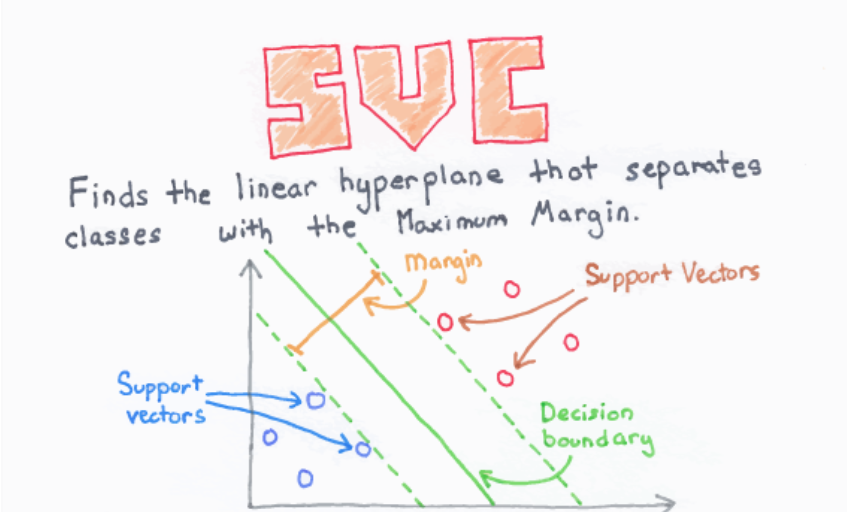 SVC
Finds the linear hyperplane that separates
classes with the Maximum Margin.
Margin
Support Vectors
Support
vectors
Decision
boundary